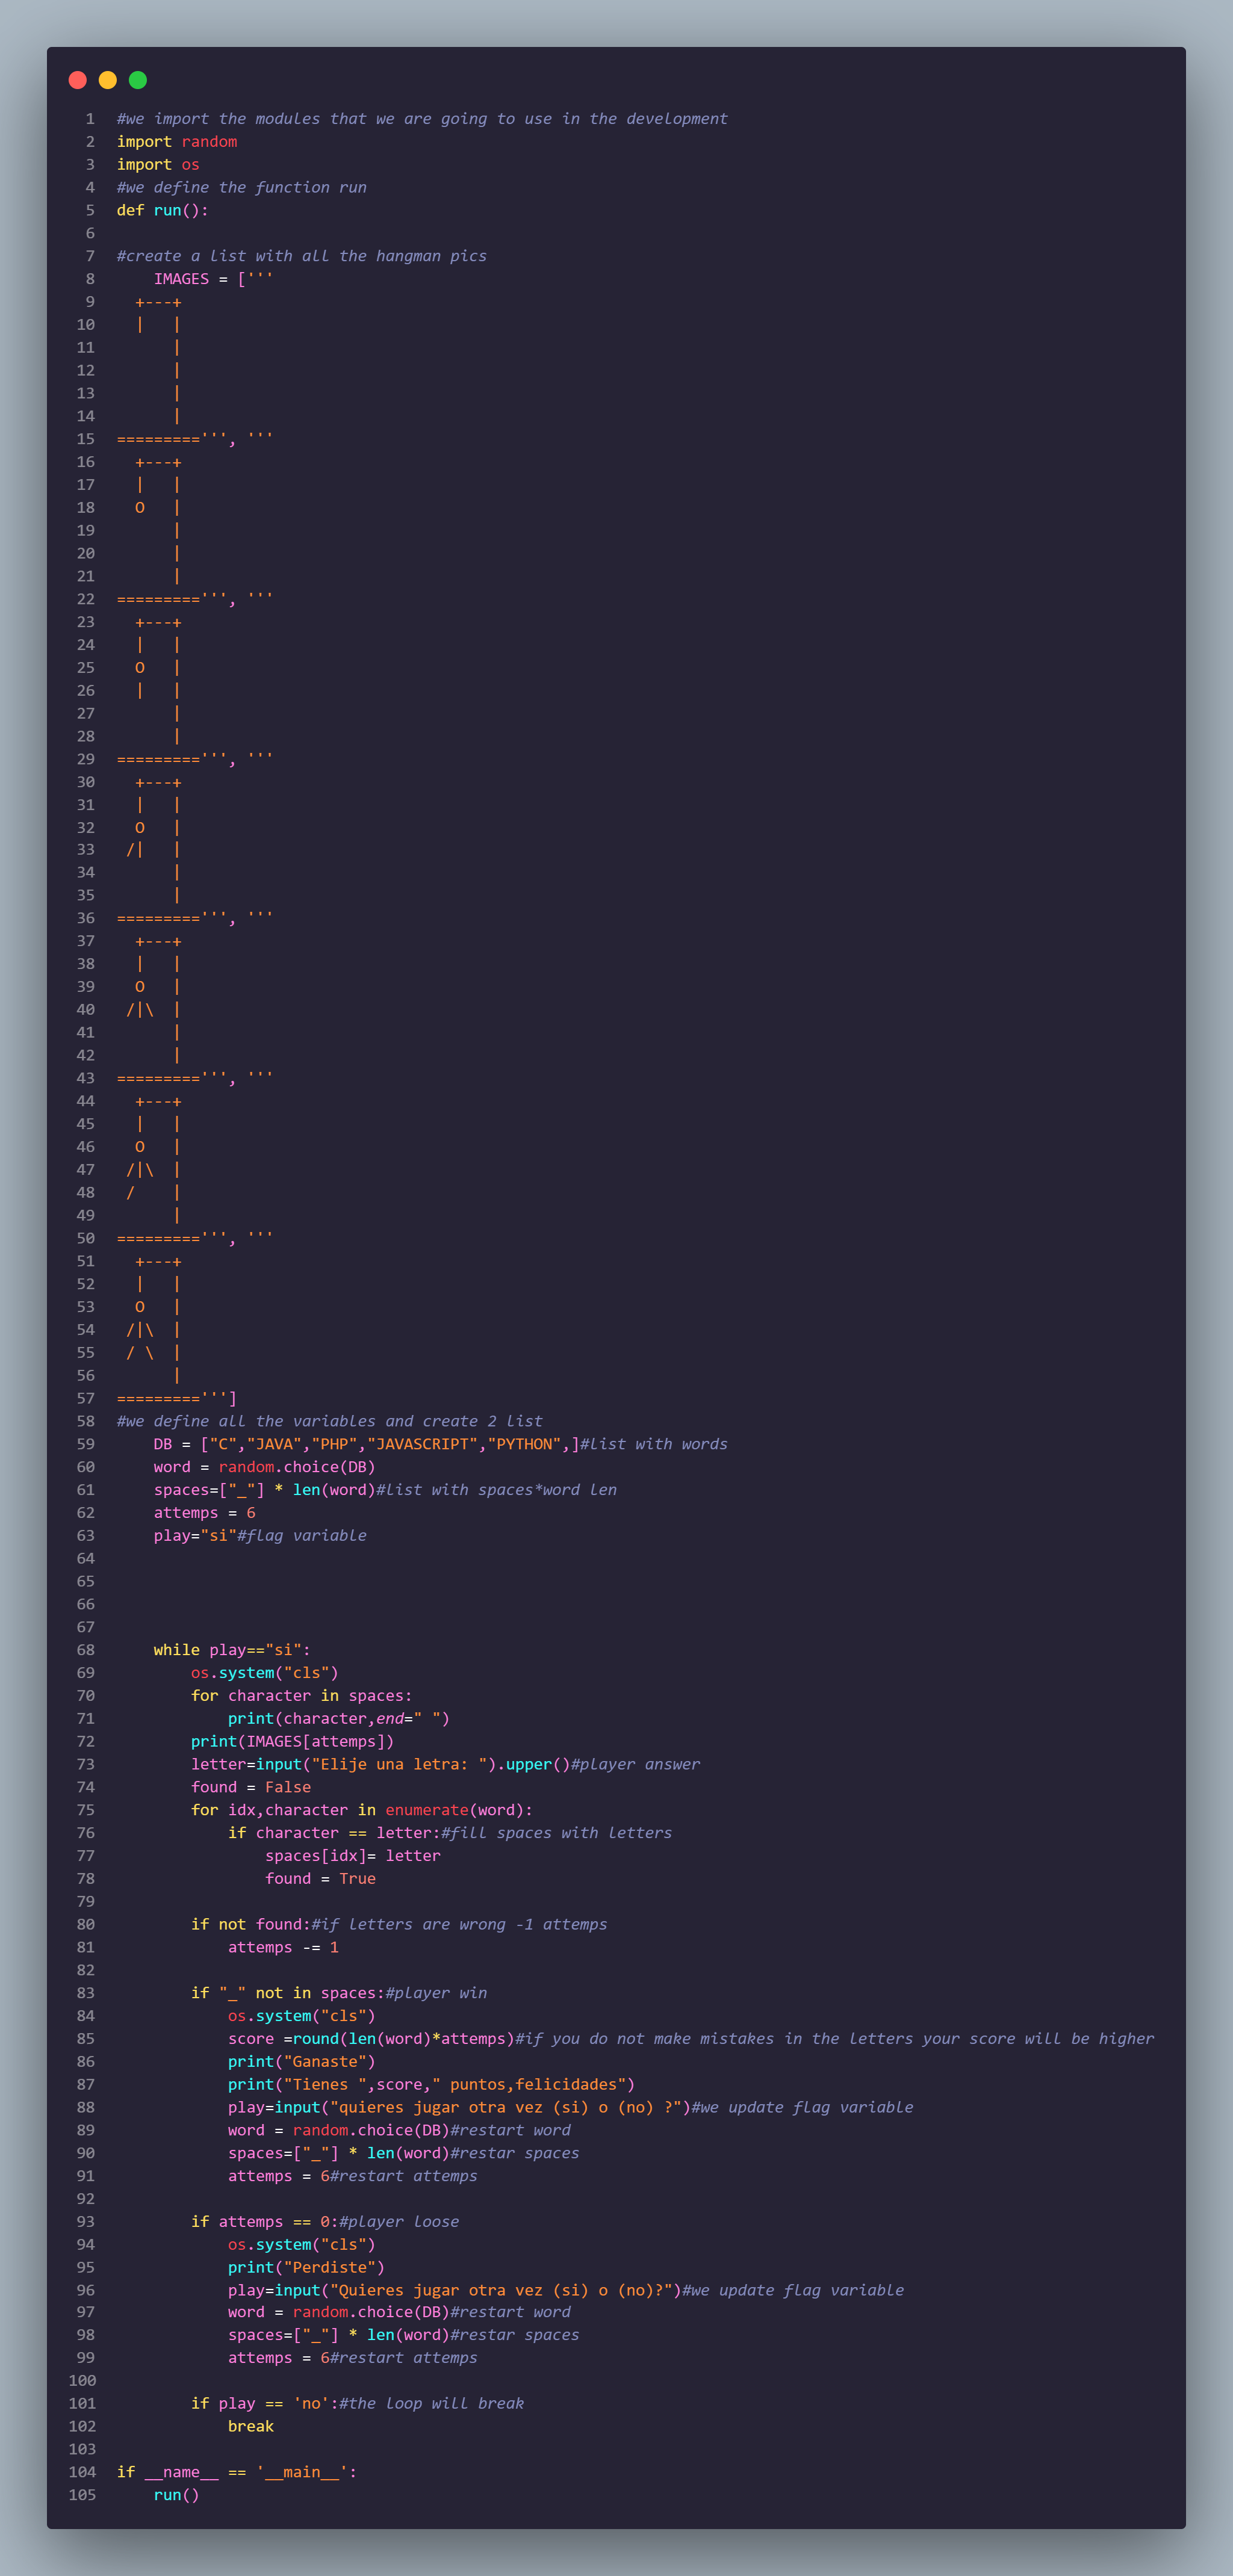 1 #we import the modules that we are going to use in the development
2 import random
3 import os
4 #we define the function run
5 def run():
6
7 #create a list with all the hangman pics
8     IMAGES = ['''
9   +---+
10   |   |
11       |
12       |
13       |
14       |
15 =========''', '''
16   +---+
17   |   |
18   O   |
19       |
20       |
21       |
22 =========''', '''
23   +---+
24   |   |
25   O   |
26   |   |
27       |
28       |
29 =========''', '''
30   +---+
31   |   |
32   O   |
33  /|   |
34       |
35       |
36 =========''', '''
37   +---+
38   |   |
39   O   |
40  /|\  |
41       |
42       |
43 =========''', '''
44   +---+
45   |   |
46   O   |
47  /|\  |
48  /    |
49       |
50 =========''', '''
51   +---+
52   |   |
53   O   |
54  /|\  |
55  / \  |
56       |
57 =========''']
58 #we define all the variables and create 2 list
59     DB = ["C","JAVA","PHP","JAVASCRIPT","PYTHON",]#list with words
60     word = random.choice(DB)
61     spaces=["_"] * len(word)#list with spaces*word len
62     attemps = 6
63     play="si"#flag variable
64
65
66
67
68     while play=="si":
69         os.system("cls")
70         for character in spaces:
71             print(character,end=" ")
72         print(IMAGES[attemps])
73         letter=input("Elije una letra: ").upper()#player answer
74         found = False
75         for idx,character in enumerate(word):
76             if character == letter:#fill spaces with letters
77                 spaces[idx]= letter
78                 found = True
79
80         if not found:#if letters are wrong -1 attemps
81             attemps -= 1
82
83         if "_" not in spaces:#player win
84             os.system("cls")
85             score =round(len(word)*attemps)#if you do not make mistakes in the letters your score will be higher
86             print("Ganaste")
87             print("Tienes ",score," puntos,felicidades")
88             play=input("quieres jugar otra vez (si) o (no) ?")#we update flag variable
89             word = random.choice(DB)#restart word
90             spaces=["_"] * len(word)#restar spaces
91             attemps = 6#restart attemps
92
93         if attemps == 0:#player loose
94             os.system("cls")
95             print("Perdiste")
96             play=input("Quieres jugar otra vez (si) o (no)?")#we update flag variable
97             word = random.choice(DB)#restart word
98             spaces=["_"] * len(word)#restar spaces
99             attemps = 6#restart attemps
100
101         if play == 'no':#the loop will break
102             break
103
104 if __name__ == '__main__':
105     run()